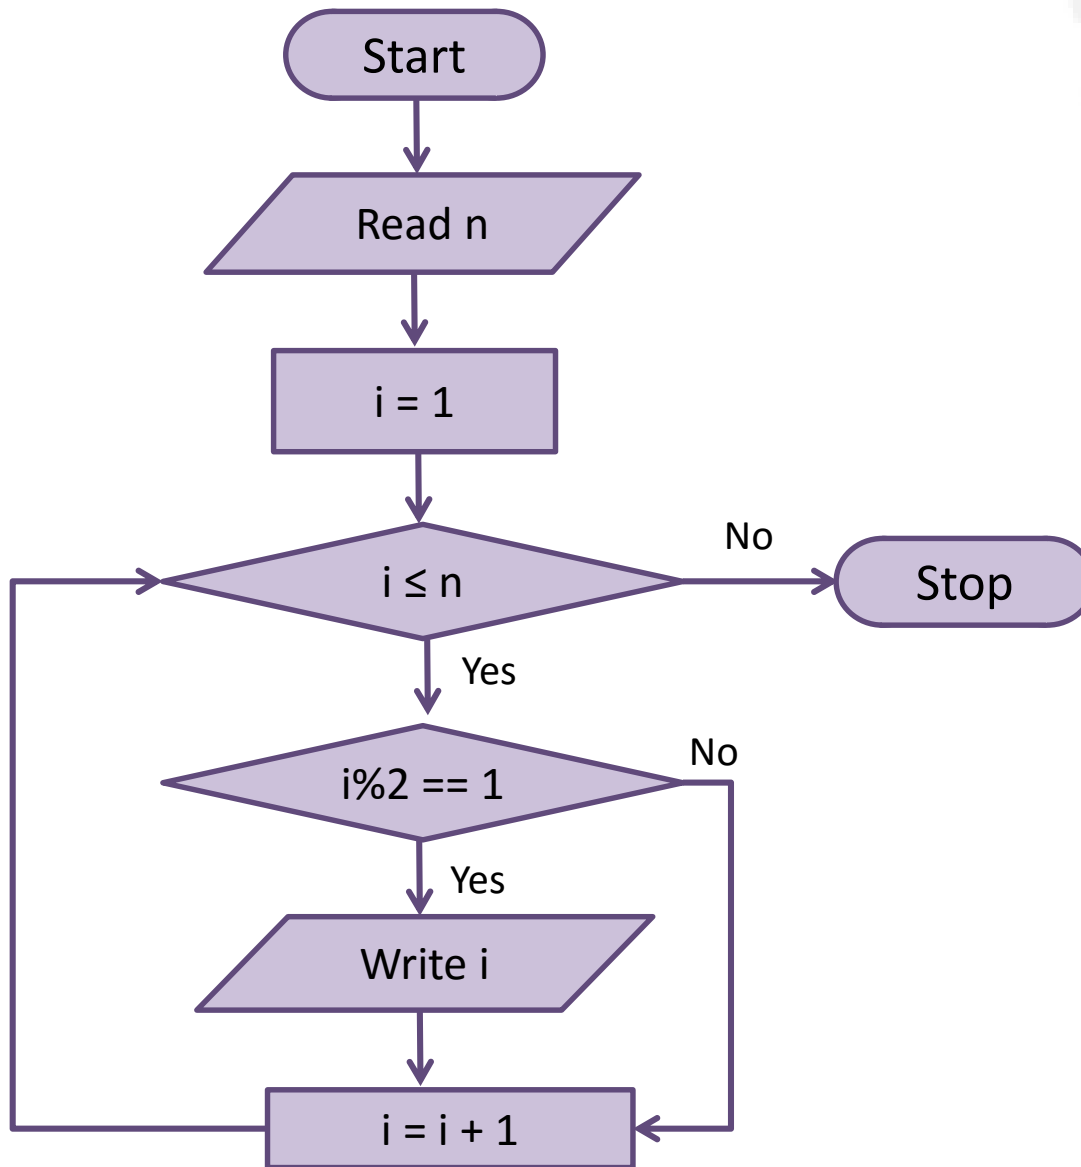 Start
Read n
i = 1
i ≤ n
No
Stop
Yes
i%2 == 1
No
Yes
Write i
i = i + 1